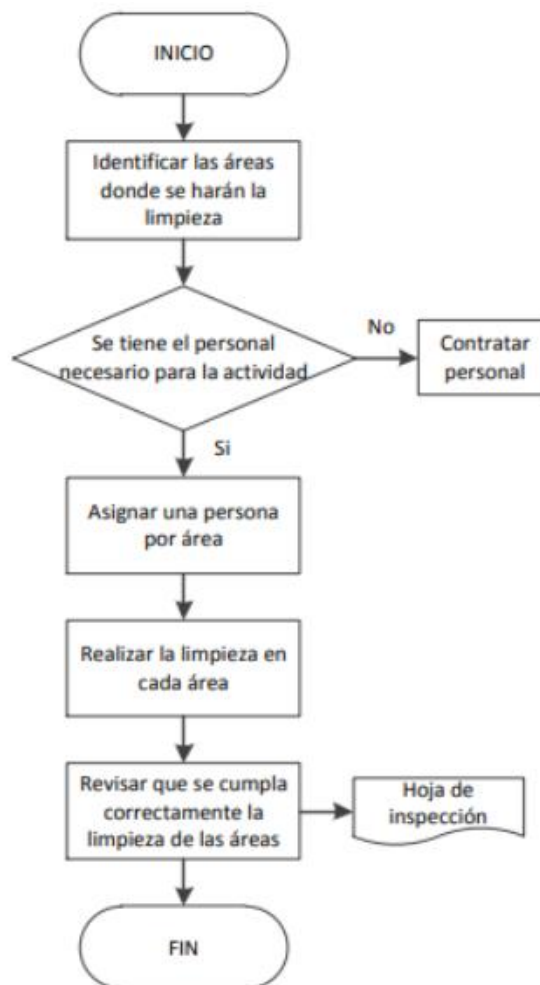 INICIO
Identificar las áreas
donde se harán la
limpieza
Se tiene el personal
necesario para la actividad
No
Contratar
personal
Si
Asignar una persona
por área
Realizar la limpieza en
cada área
Revisar que se cumpla
correctamente la
limpieza de las áreas
Hoja de
inspección
FIN